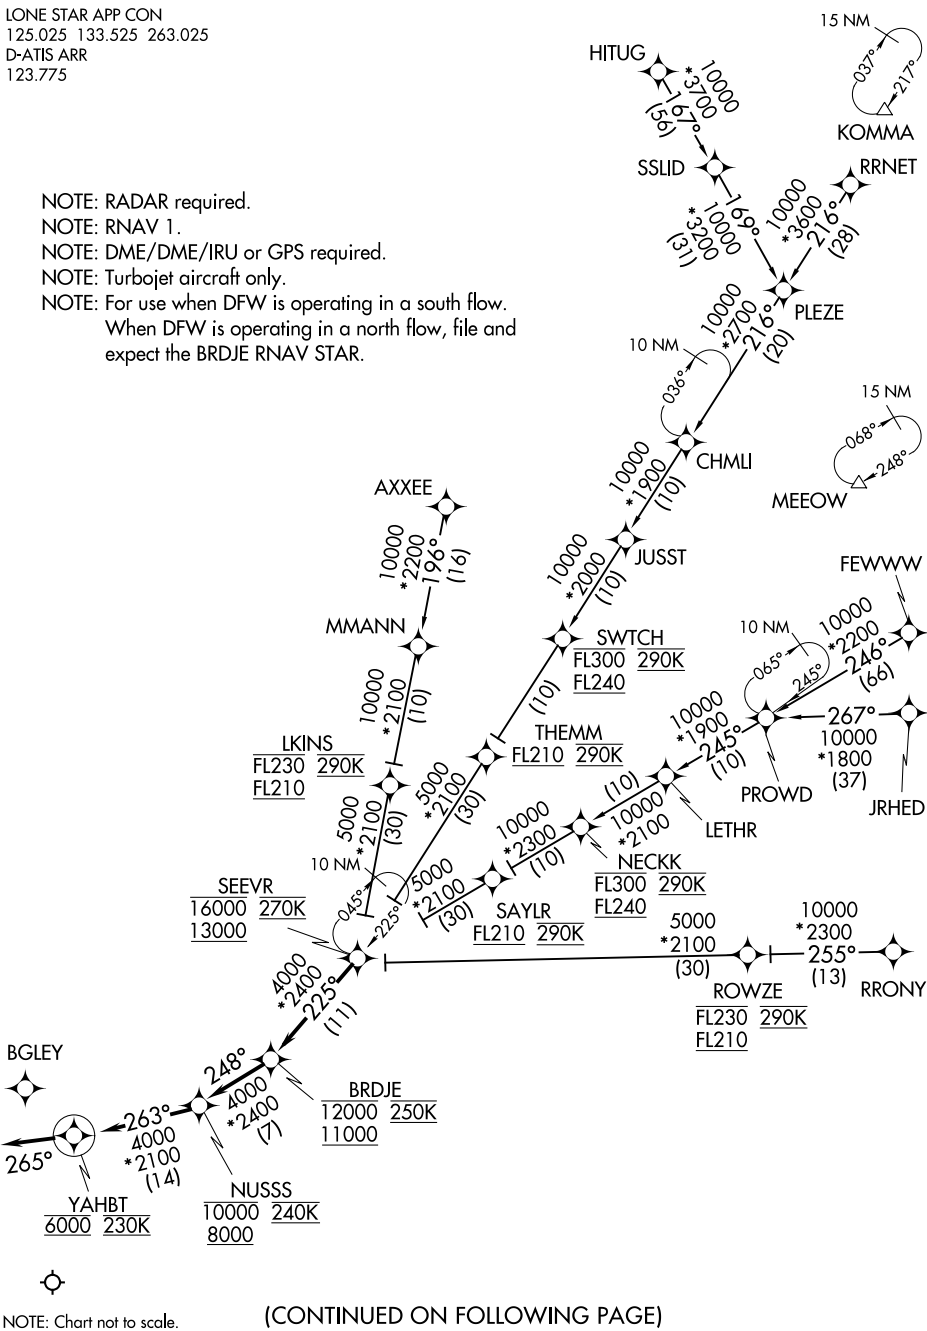 LONE STAR APP CON
125.025 133.525 263.025
D-ATIS ARR
123.775
NOTE: RADAR required.
NOTE: RNAV 1.
NOTE: DME/DME/IRU or GPS required.
NOTE: Turbojet aircraft only.
NOTE: For use when DFW is operating in a south flow.
When DFW is operating in a north flow, file and
expect the BRDJE RNAV STAR.
15 NM
037°
217°
KOMMA
HITUG
10000
*3700
167°
(56)
SSLID
10000
*3200
169°
(31)
RRNET
10000
*3600
216°
(28)
PLEZE
10000
*2700
216°
(20)
10 NM
036°
CHMLI
15 NM
068°
248°
MEEOW
10000
*1900
(10)
JUSST
10000
*2000
(10)
SWTCH
FL300 290K
FL240
(10)
THEMM
FL210 290K
5000
*2100
(30)
AXXEE
10000
*2200
196°
(16)
MMANN
10000
*2100
(10)
LKINS
FL230 290K
FL210
5000
*2100
(30)
FEWWW
10000
*2200
246°
(66)
10 NM
065°
245°
PROWD
267°
10000
*1800
(37)
JRHED
10000
*1900
245°
(10)
LETHR
(10)
10000
*2100
NECKK
FL300 290K
FL240
10000
*2300
(10)
SAYLR
FL210 290K
5000
*2100
(30)
10 NM
045°
225°
SEEVR
16000 270K
13000
5000
*2100
(30)
ROWZE
FL230 290K
FL210
10000
*2300
255°
(13)
RRONY
4000
*2400
225°
(11)
BRDJE
12000 250K
11000
248°
4000
*2400
(7)
NUSSS
10000 240K
8000
263°
4000
*2100
(14)
BGLEY
265°
YAHBT
6000 230K
NOTE: Chart not to scale.
(CONTINUED ON FOLLOWING PAGE)